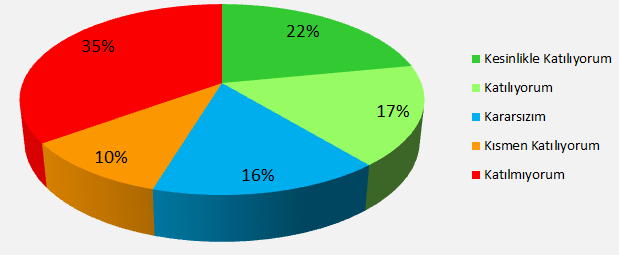 22%
17%
16%
10%
35%
Kesinlikle Katılıyorum
Katılıyorum
Kararsızım
Kısmen Katılıyorum
Katılmıyorum